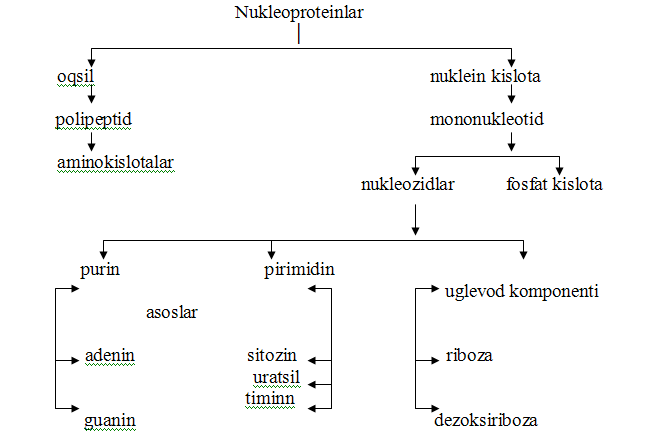 Nukleoproteinlar
oqsil nuklein kislota
polipeptid mononukleotid
aminokislotalar
nukleozidlar fosfat kislota
purin pirimidin
uglevod komponenti
asoslar
adenin sitozin riboza
uratsil
timinn
guanin dezoksiriboza